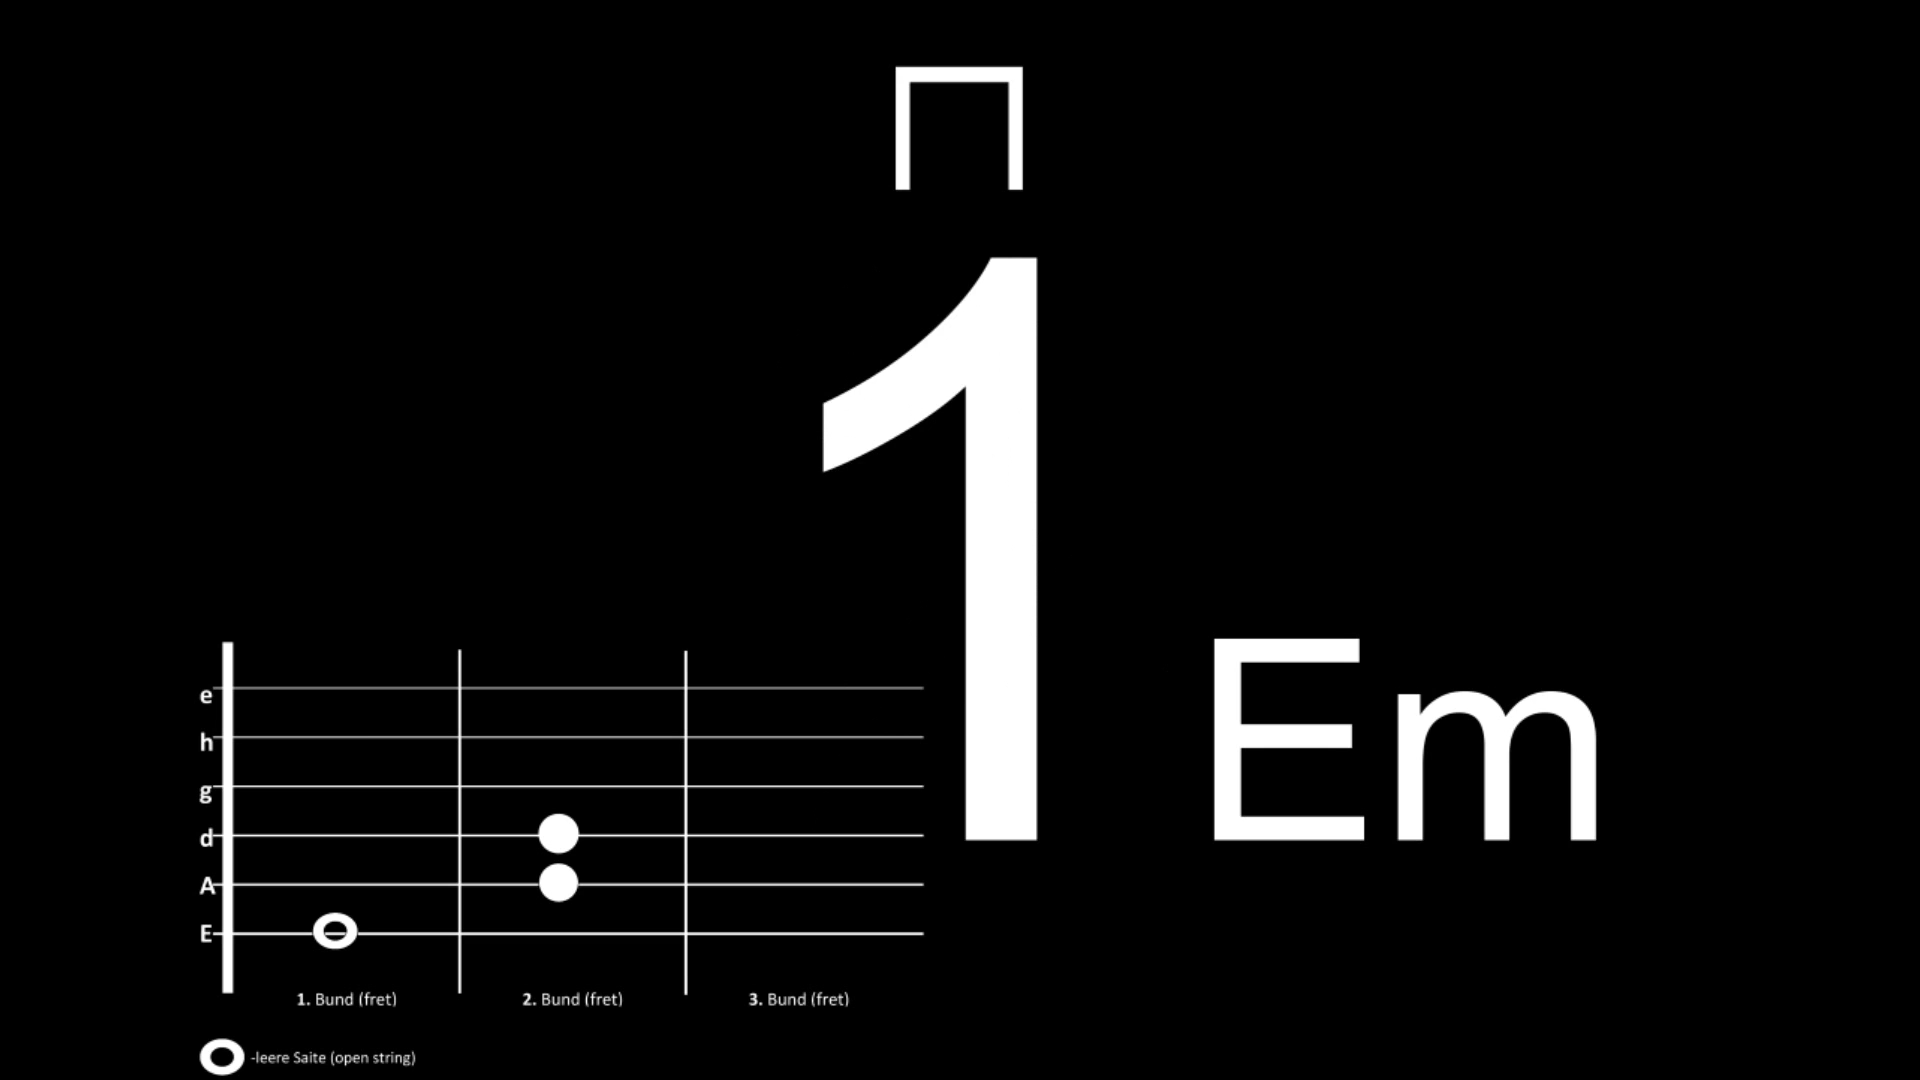 1
Em
e
h
g
d
A
E
1. Bund (fret) 2. Bund (fret) 3. Bund (fret)
-leere Saite (open string)